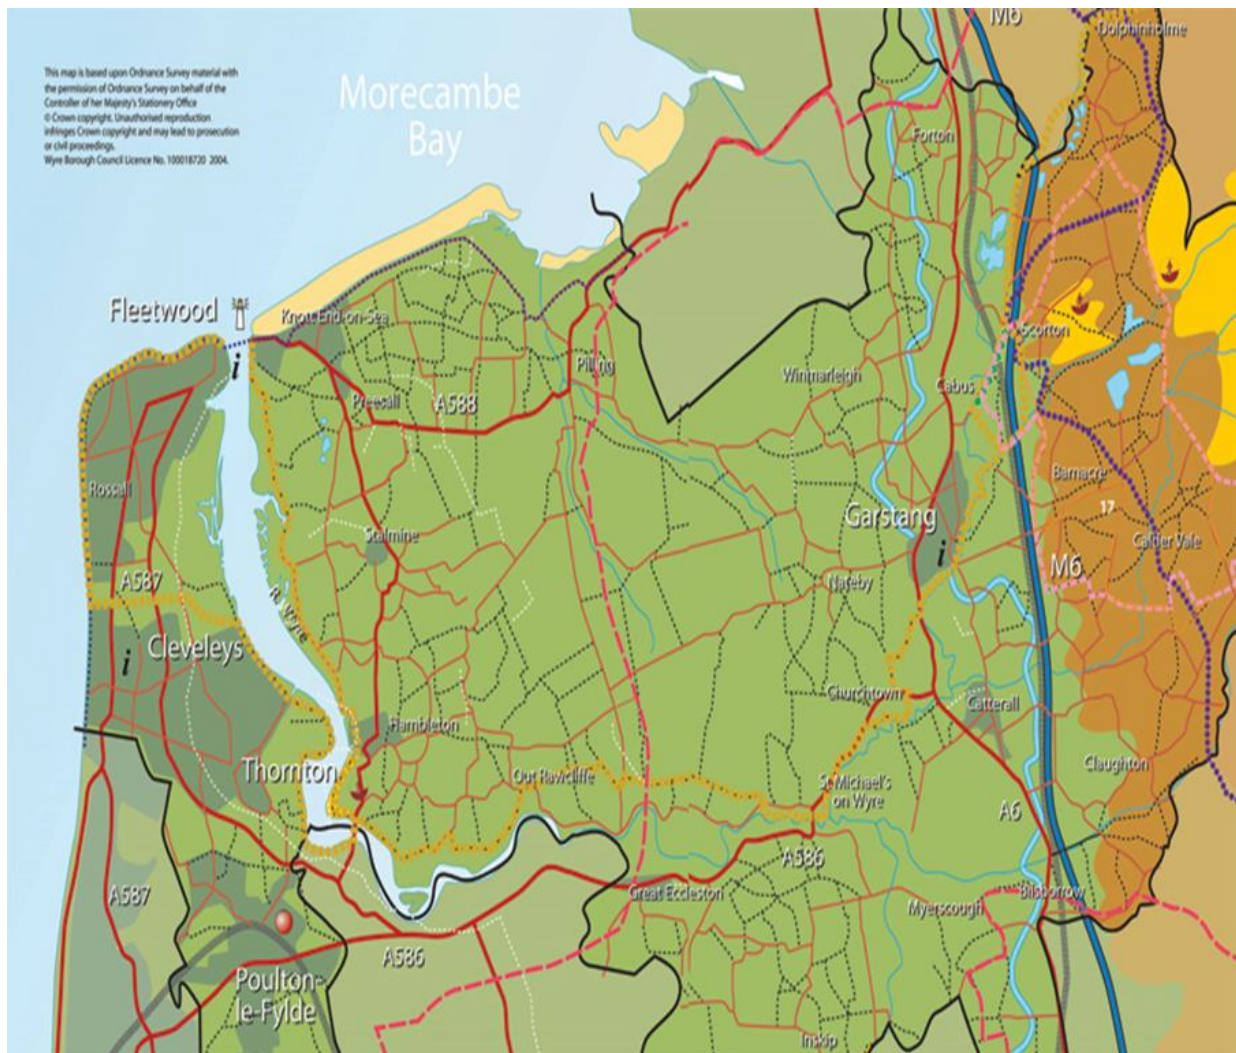 M6
Dolphinholme
This map is based upon Ordnance Survey material with
the permission of Ordnance Survey on behalf of the
Controller of her Majesty's Stationery Office
© Crown copyright. Unauthorised reproduction
infringes Crown copyright and may lead to prosecution
or civil proceedings.
Wyre Borough Council Licence No. 100018720 2004.
Morecambe
Bay
Forton
Fleetwood
Knott End-on-Sea
Scorton
i
Pilling
Winmarleigh
Cabus
Preesall
A588
Rossall
Barnacre
17
Garstang
Stalmine
Calder Vale
i
M6
A587
Nateby
R. Wyre
Cleveleys
i
Churchtown
Catterall
Hambleton
Thornton
Out Rawcliffe
Claughton
St Michael's
on Wyre
A6
A586
A587
Great Eccleston
Bilsborrow
Myerscough
A586
Poulton-
le-Fylde
Inskip